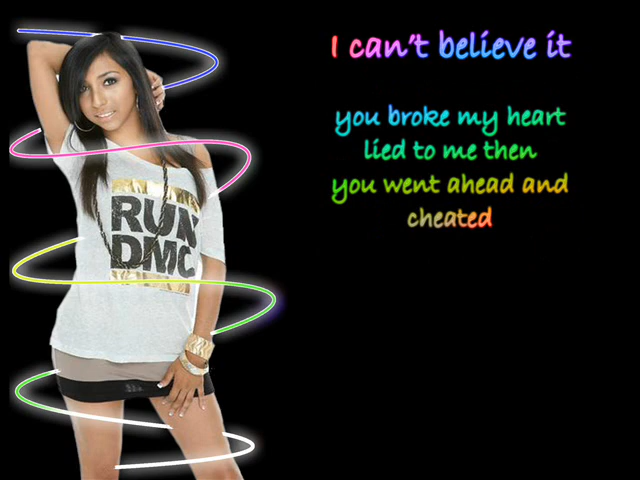 I can't believe it
you broke my heart
lied to me then
you went ahead and
cheated
RUN
DMC